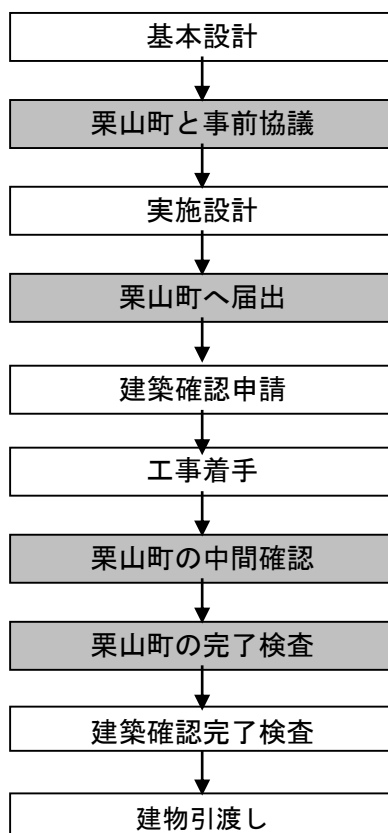 基本設計
栗山町と事前協議
実施設計
栗山町へ届出
建築確認申請
工事着手
栗山町の中間確認
栗山町の完了検査
建築確認完了検査
建物引渡し